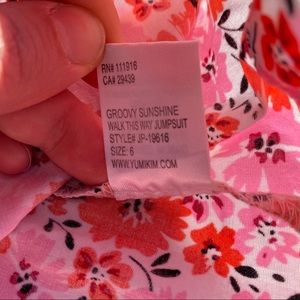 RN# 111916
CA# 29439
GROOVY SUNSHINE
WALK THIS WAY JUMPSUIT
STYLE# JP-19616
SIZE: 6
WWW.YUMIKIM.COM